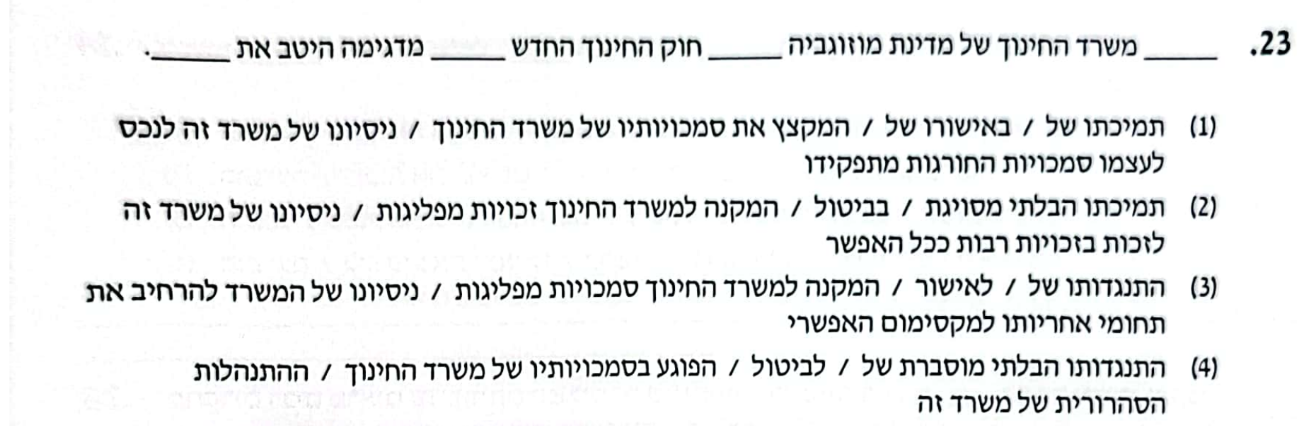 23. _____ משרד החינוך של מדינת מוזוגביה _____ חוק החינוך החדש _____ מדגימה היטב את _____.
(1) תמיכתו של / באישורו של / המקצץ את סמכויותיו של משרד החינוך / ניסיונו של משרד זה לנכס
לעצמו סמכויות החורגות מתפקידו
(2) תמיכתו הבלתי מסויגת / בביטול / המקנה למשרד החינוך זכויות מפליגות / ניסיונו של משרד זה
לזכות בזכויות רבות ככל האפשר
(3) התנגדותו של / לאישור / המקנה למשרד החינוך סמכויות מפליגות / ניסיונו של המשרד להרחיב את
תחומי אחריותו למקסימום האפשרי
(4) התנגדותו הבלתי מוסברת של / לביטול / הפוגע בסמכויותיו של משרד החינוך / ההתנהלות
הסהרורית של משרד זה